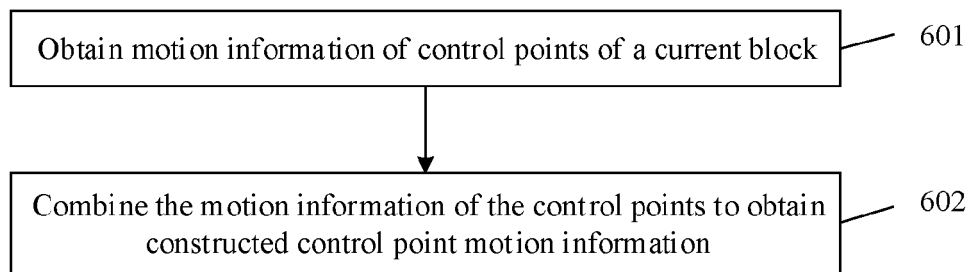 Obtain motion information of control points of a current block
601
Combine the motion information of the control points to obtain
constructed control point motion information
602